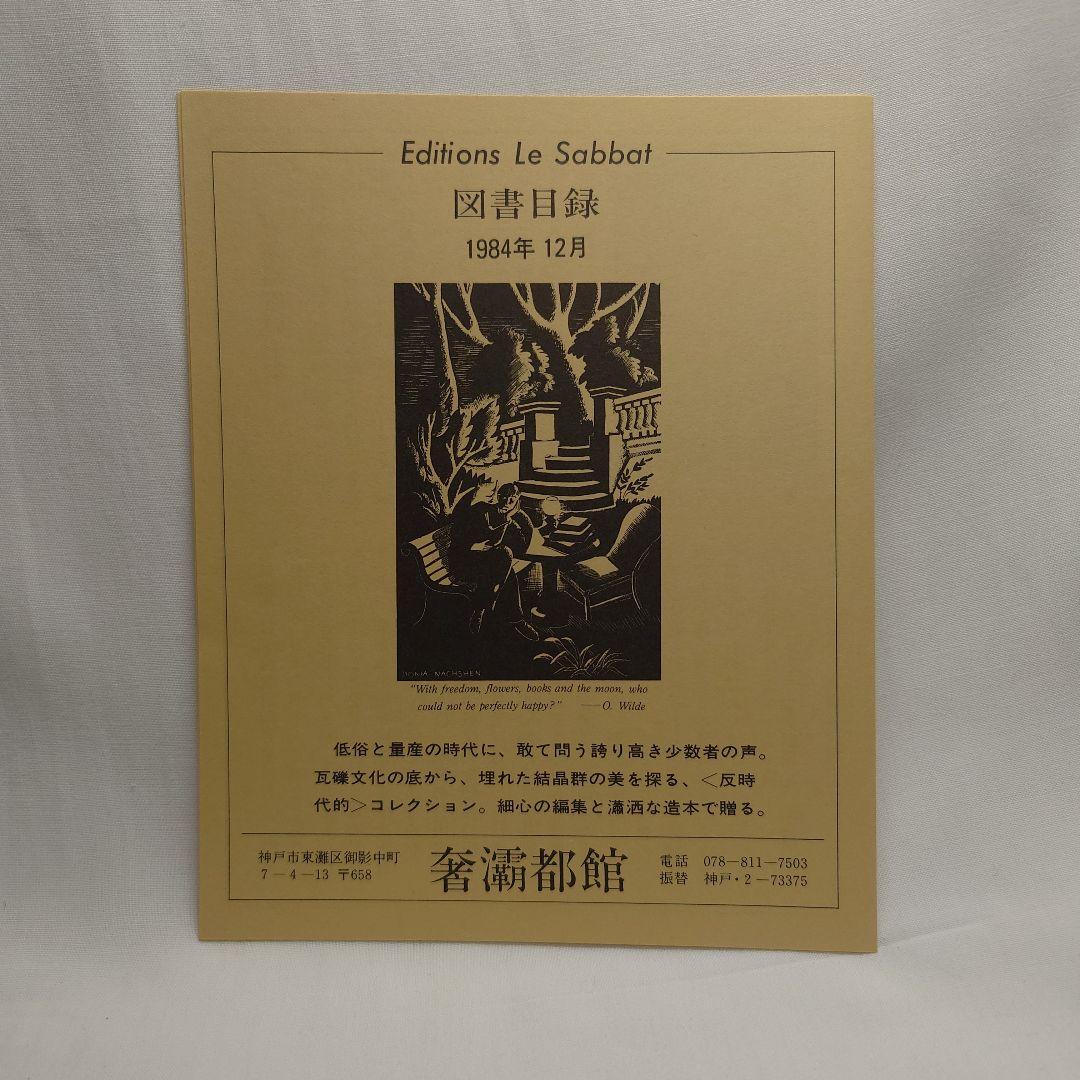 Editions Le Sabbat
図書目録
1984年 12月
DONIA NACHSHEN
"With freedom, flowers, books and the moon, who
could not be perfectly happy?" ——O. Wilde
低俗と量産の時代に、敢て問う誇り高き少数者の声。
瓦礫文化の底から、埋れた結晶群の美を探る、＜反時
代的＞コレクション。細心の編集と瀟洒な造本で贈る。
神戸市東灘区御影中町
7－4－13 〒658
奢灞都館
電話 078－811－7503
振替 神戸・2－73375